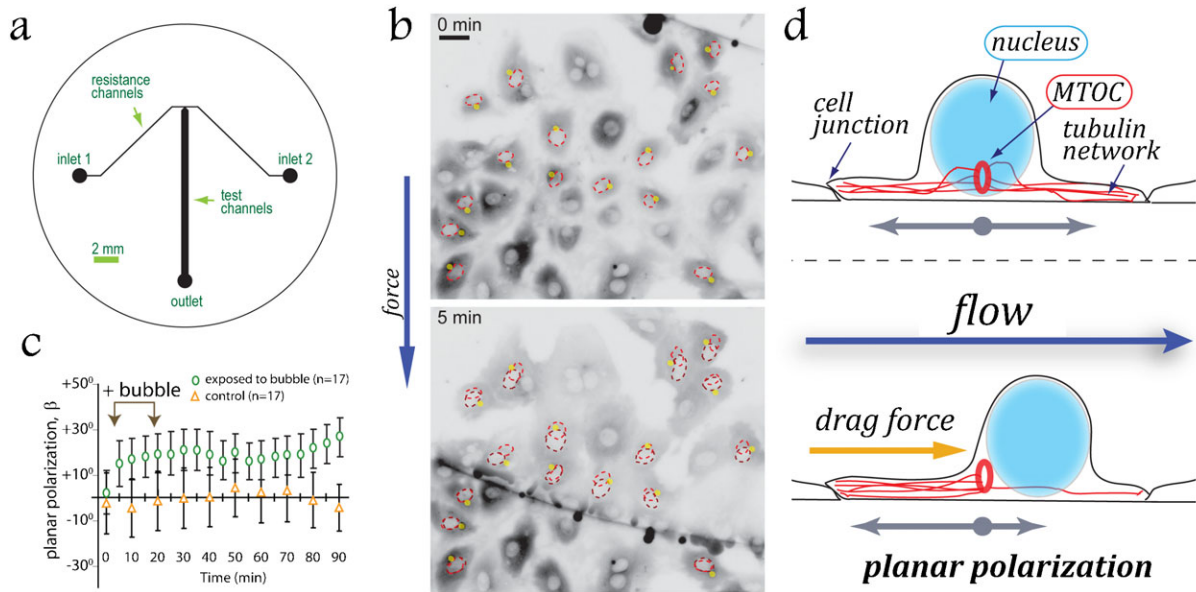 a
resistance
channels
inlet 1
inlet 2
test
channels
2 mm
outlet
b
0 min
force
5 min
c
+50⁰
+30⁰
+10⁰
-10⁰
-30⁰
planar polarization, β
+ bubble
exposed to bubble (n=17)
control (n=17)
0 10 20 30 40 50 60 70 80 90
Time (min)
d
nucleus
MTOC
cell
junction
tubulin
network
flow
drag force
planar polarization